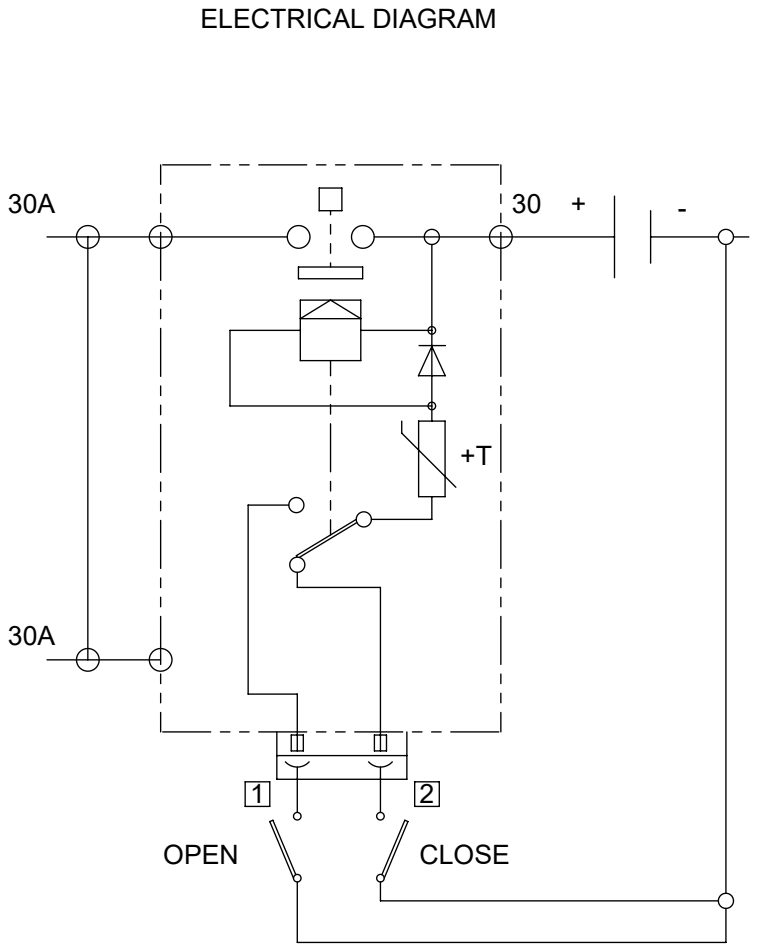 ELECTRICAL DIAGRAM
30A 30 + -
+T
30A
1 2
OPEN CLOSE